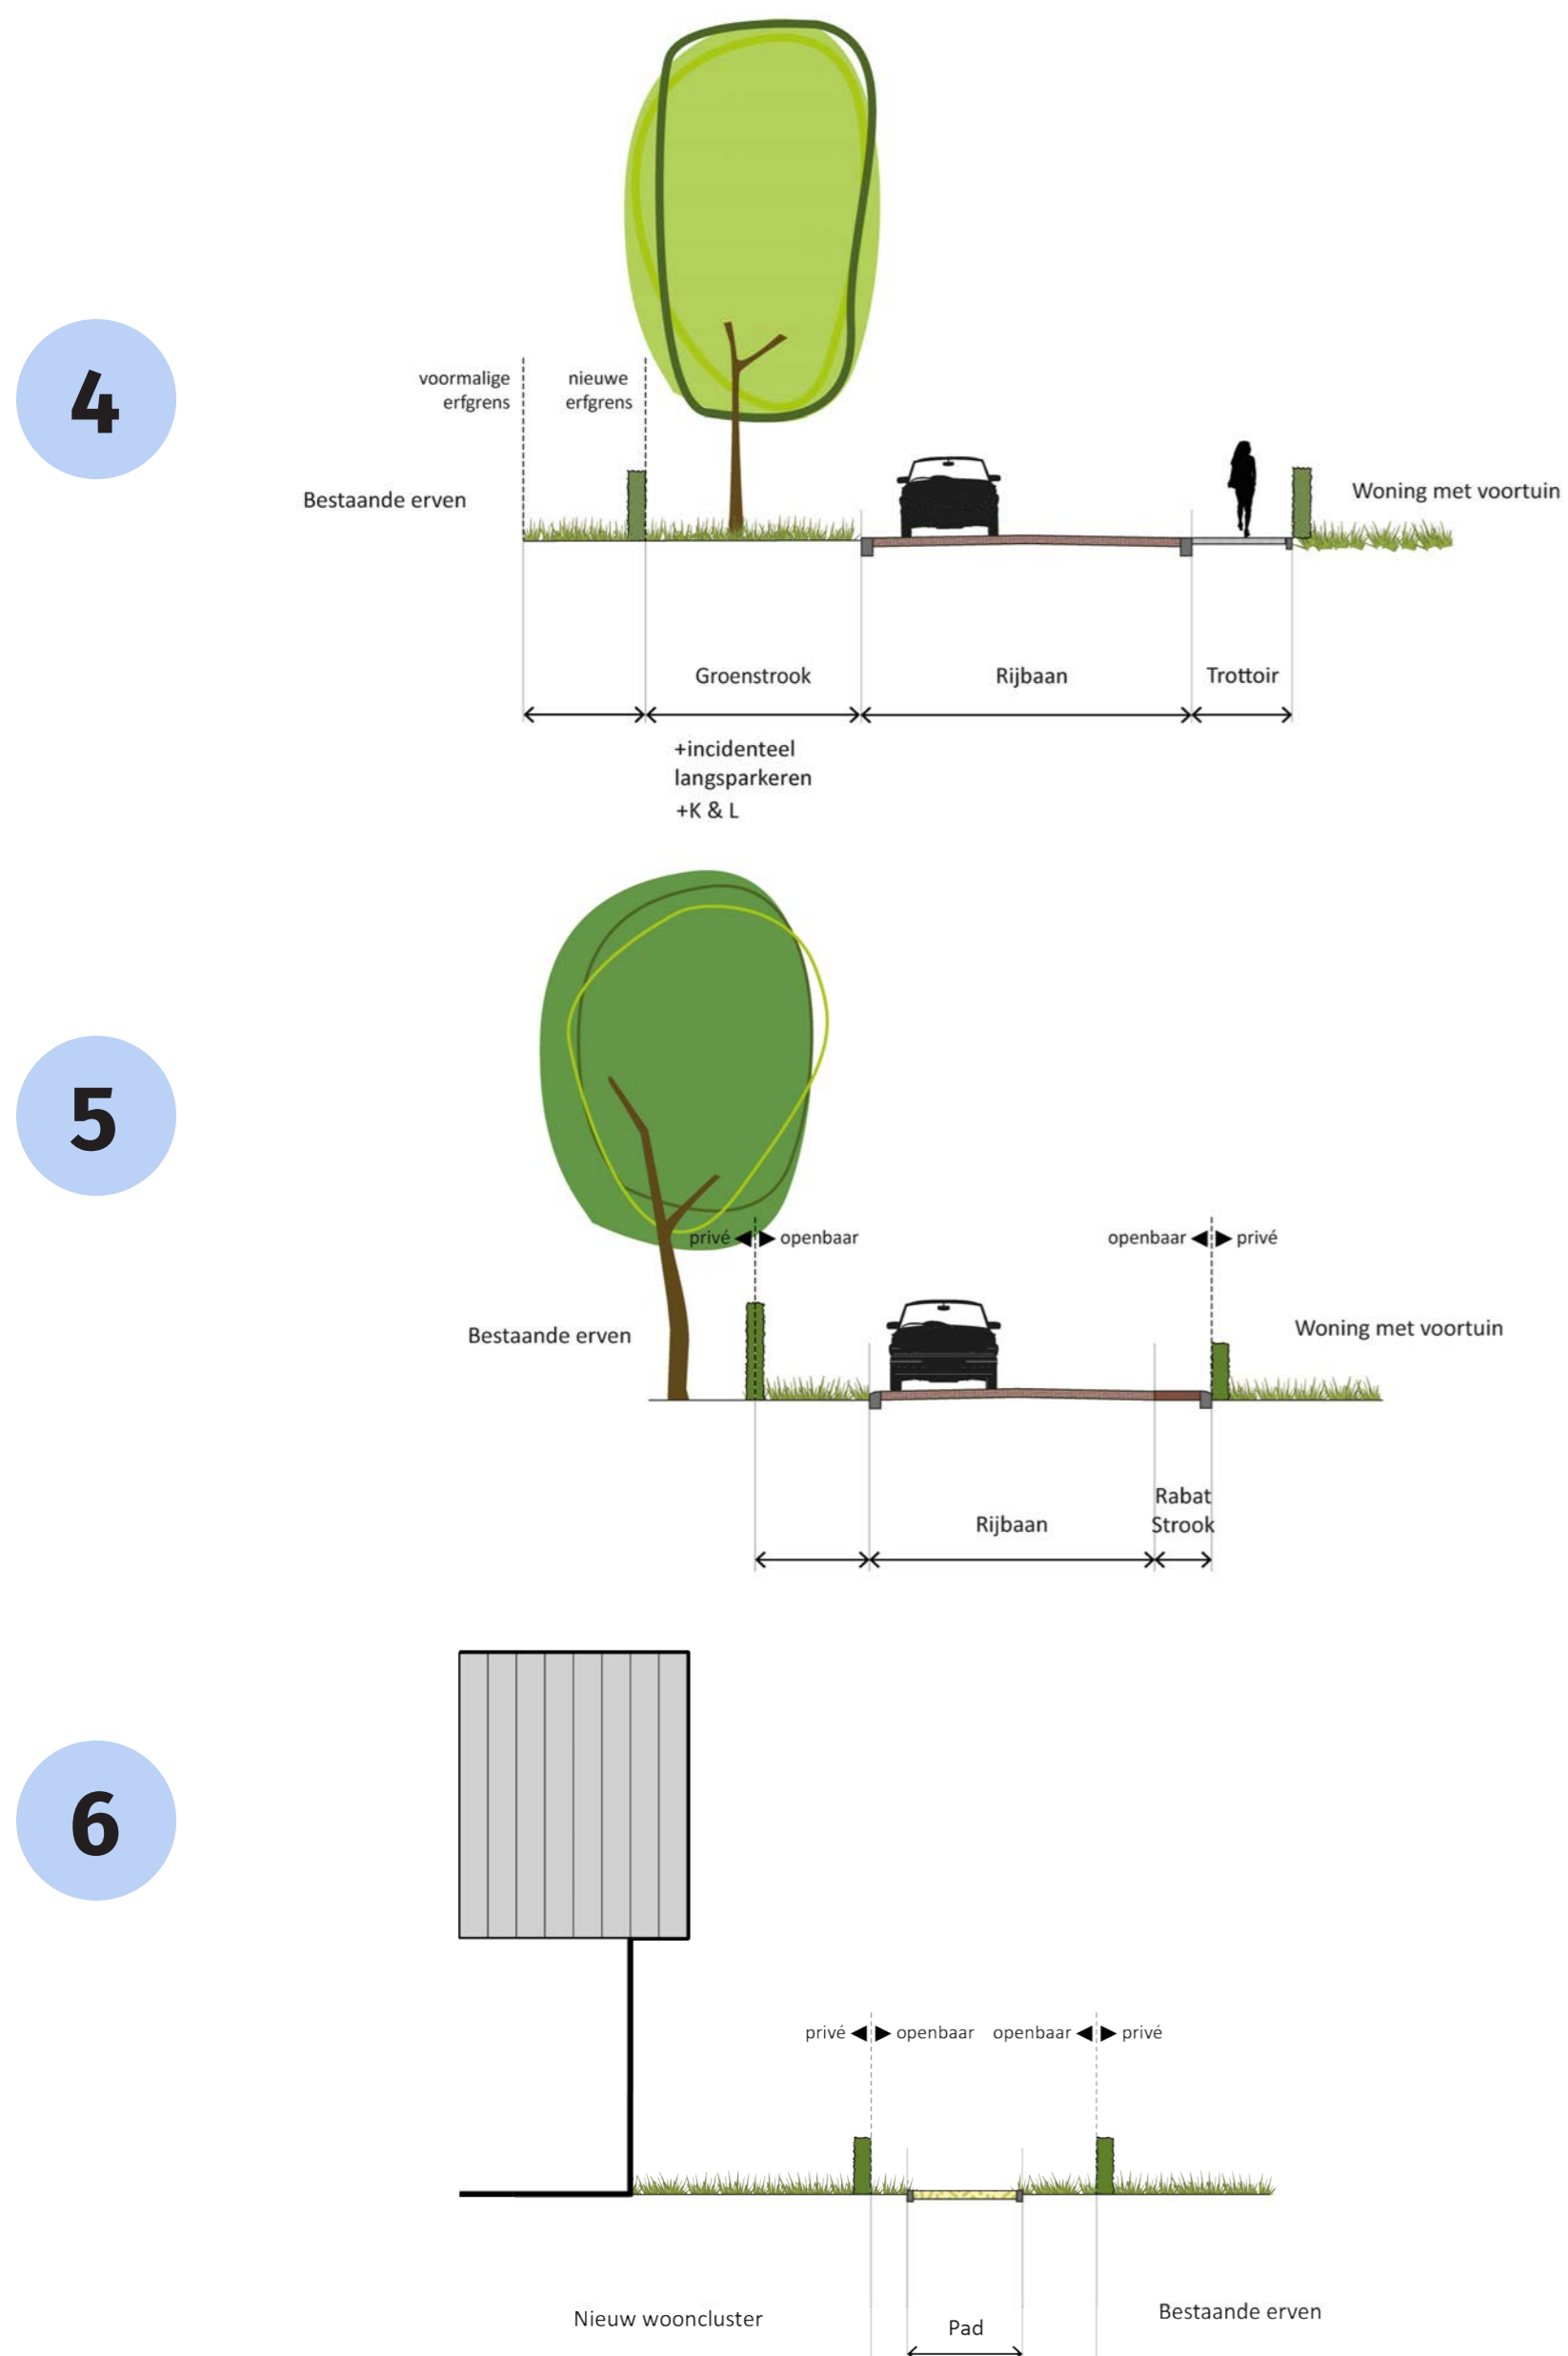 4
voormalige
erfgrens
nieuwe
erfgrens
Bestaande erven
Woning met voortuin
Groenstrook
Rijbaan
Trottoir
+incidenteel
langsparkeren
+K & L
5
privé openbaar
openbaar privé
Bestaande erven
Woning met voortuin
Rijbaan
Rabat
Strook
6
privé openbaar
openbaar privé
Nieuw wooncluster
Pad
Bestaande erven